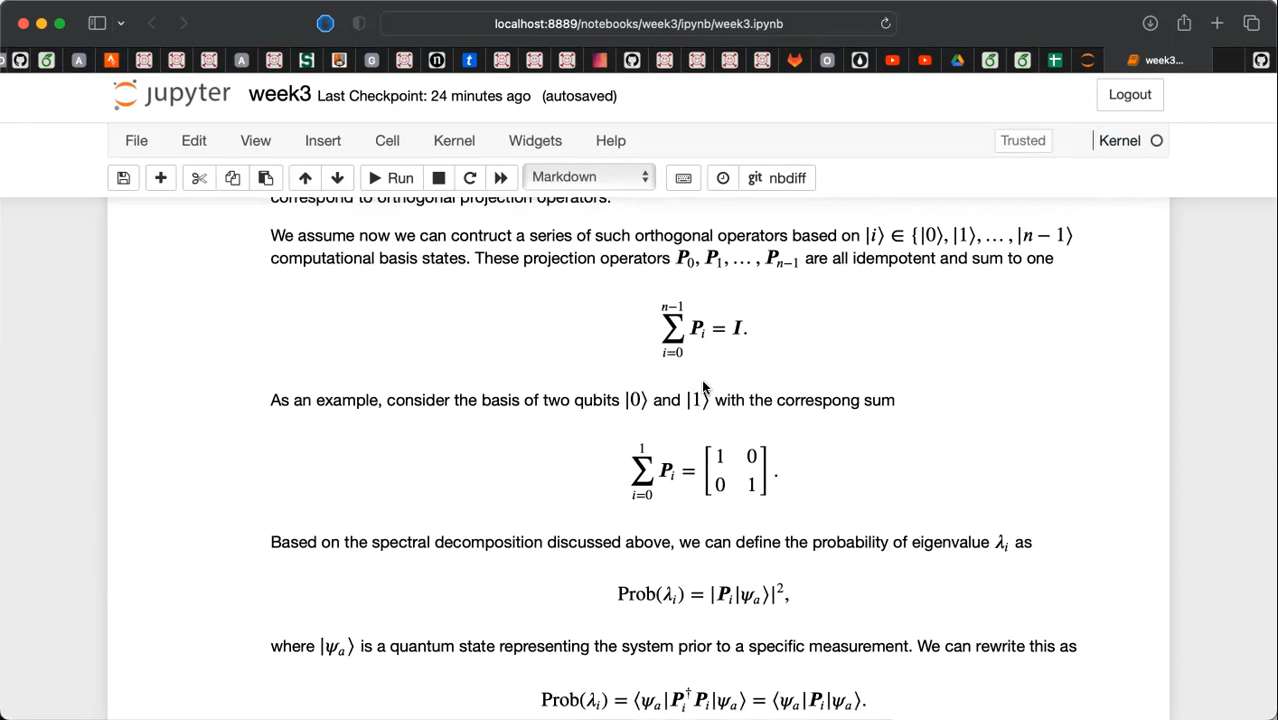 localhost:8889/notebooks/week3/ipynb/week3.ipynb
week3...
jupyter week3 Last Checkpoint: 24 minutes ago (autosaved) Logout
File Edit View Insert Cell Kernel Widgets Help Trusted Kernel
Run Markdown git nbdiff
correspond to orthogonal projection operators.
We assume now we can contruct a series of such orthogonal operators based on |i⟩ ∈ {|0⟩, |1⟩, …, |n − 1⟩
computational basis states. These projection operators P₀, P₁, …, Pₙ₋₁ are all idempotent and sum to one
n−1
∑ Pᵢ = I.
i=0
As an example, consider the basis of two qubits |0⟩ and |1⟩ with the correspong sum
1
∑ Pᵢ = [1 0
0 1].
i=0
Based on the spectral decomposition discussed above, we can define the probability of eigenvalue λᵢ as
Prob(λᵢ) = |Pᵢ|ψₐ⟩|²,
where |ψₐ⟩ is a quantum state representing the system prior to a specific measurement. We can rewrite this as
Prob(λᵢ) = ⟨ψₐ|Pᵢ†Pᵢ|ψₐ⟩ = ⟨ψₐ|Pᵢ|ψₐ⟩.